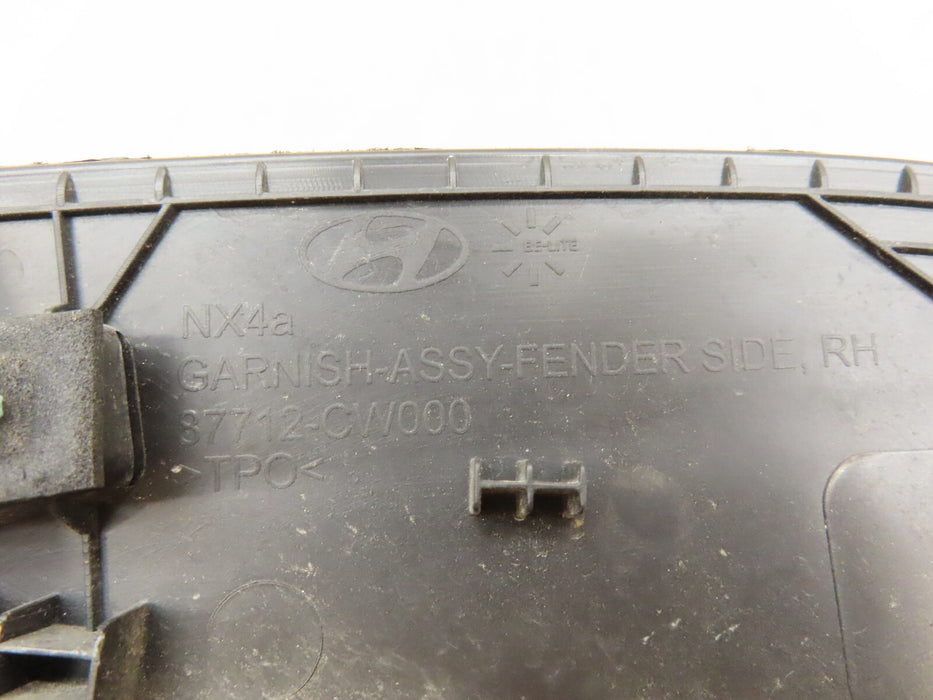 BE-LITE
NX4a
GARNISH-ASSY-FENDER SIDE, RH
87712-CW000
>TPO<